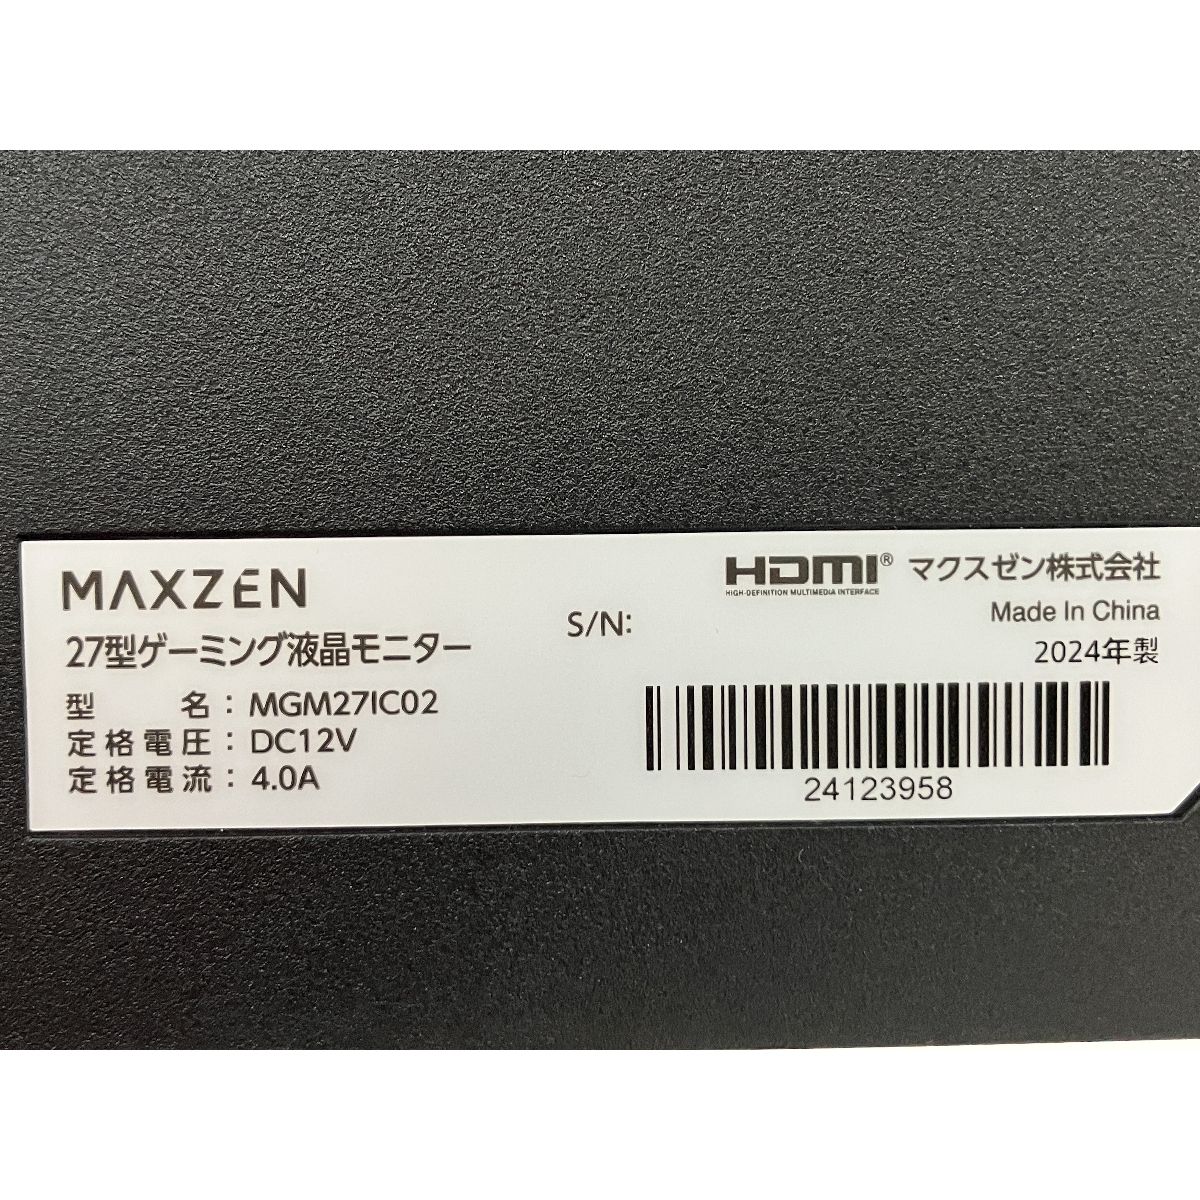 MAXZEN
27型ゲーミング液晶モニター
型 名：MGM27IC02
定格電圧：DC12V
定格電流：4.0A
S/N:
HDMI®
HIGH-DEFINITION MULTIMEDIA INTERFACE
マクスゼン株式会社
Made In China
2024年製
24123958